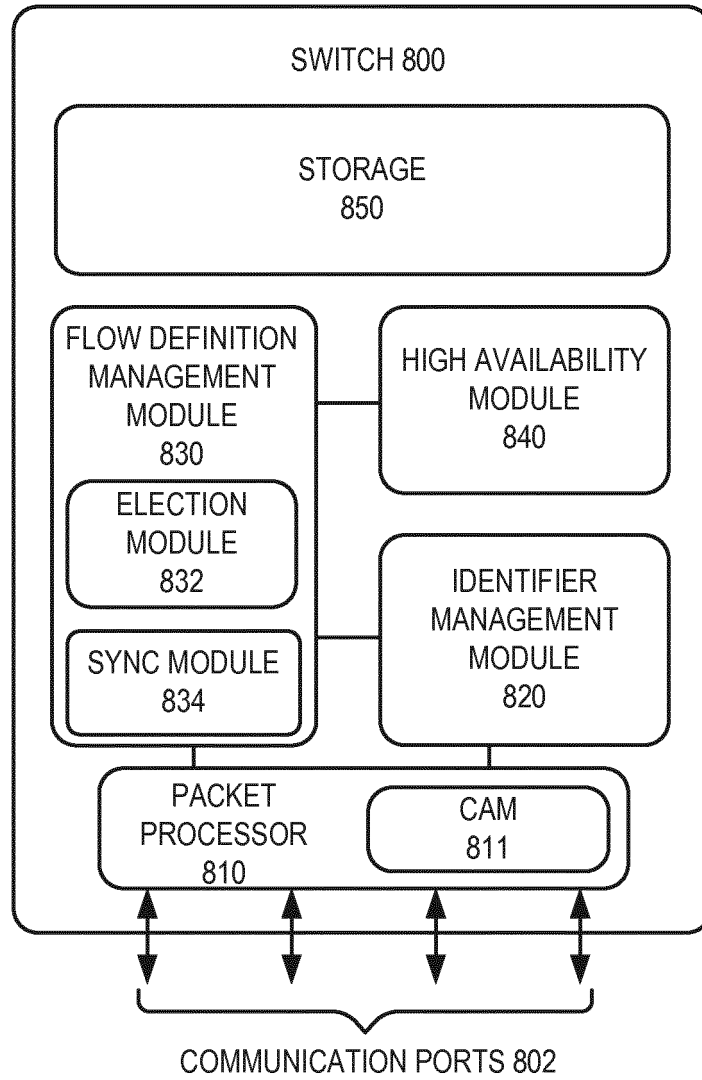 SWITCH 800
STORAGE
850
FLOW DEFINITION
MANAGEMENT
MODULE
830
ELECTION
MODULE
832
SYNC MODULE
834
HIGH AVAILABILITY
MODULE
840
IDENTIFIER
MANAGEMENT
MODULE
820
PACKET
PROCESSOR
810
CAM
811
COMMUNICATION PORTS 802